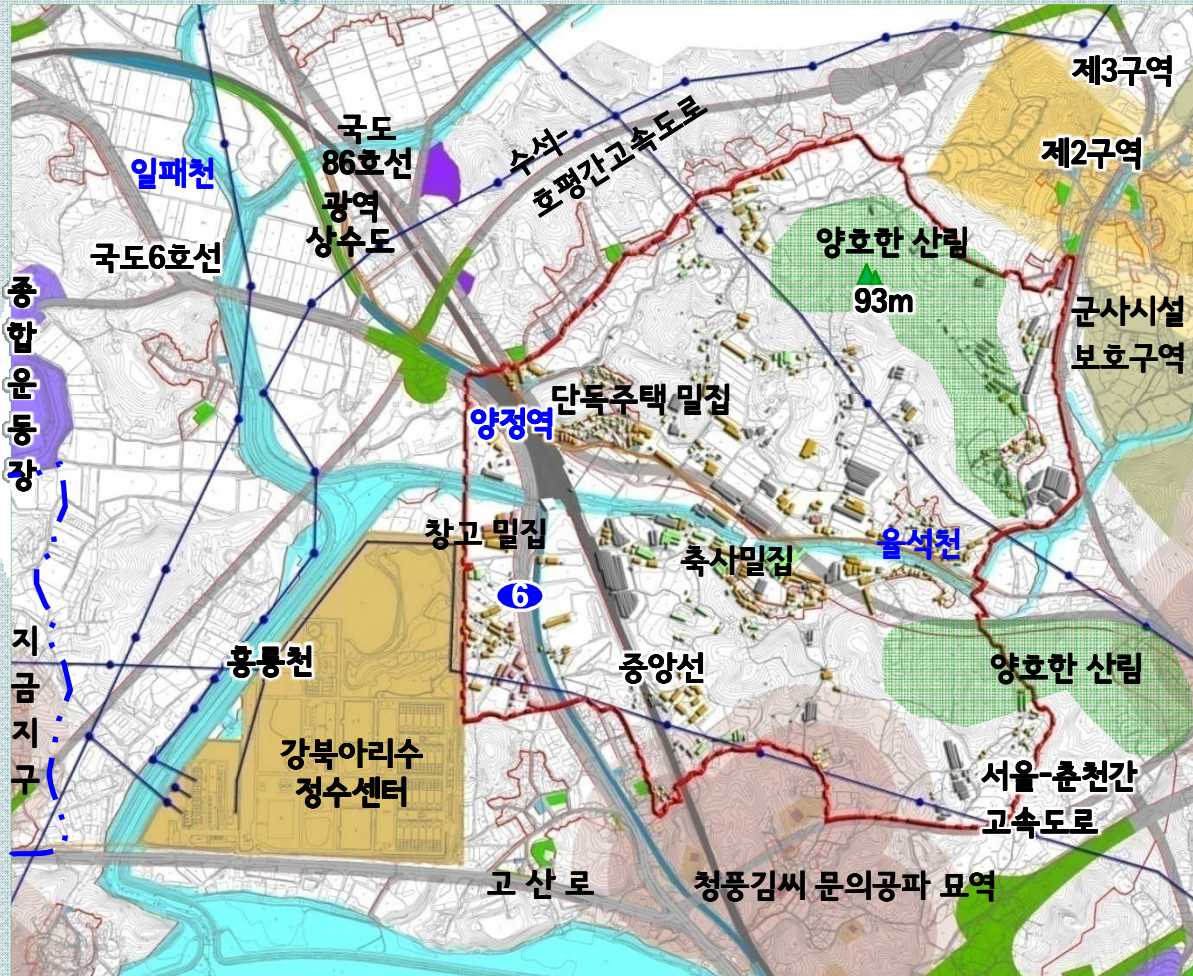 제3구역
국도
86호선
수석-
호평간고속도로
제2구역
일패천
광역
상수도
국도6호선
양호한 산림
93m
종
합
운
동
장
군사시설
보호구역
단독주택 밀집
양정역
창고 밀집
축사밀집
율석천
6
지
금
지
구
홍릉천
중앙선
양호한 산림
강북아리수
정수센터
서울-춘천간
고속도로
고 산 로
청풍김씨 문의공파 묘역